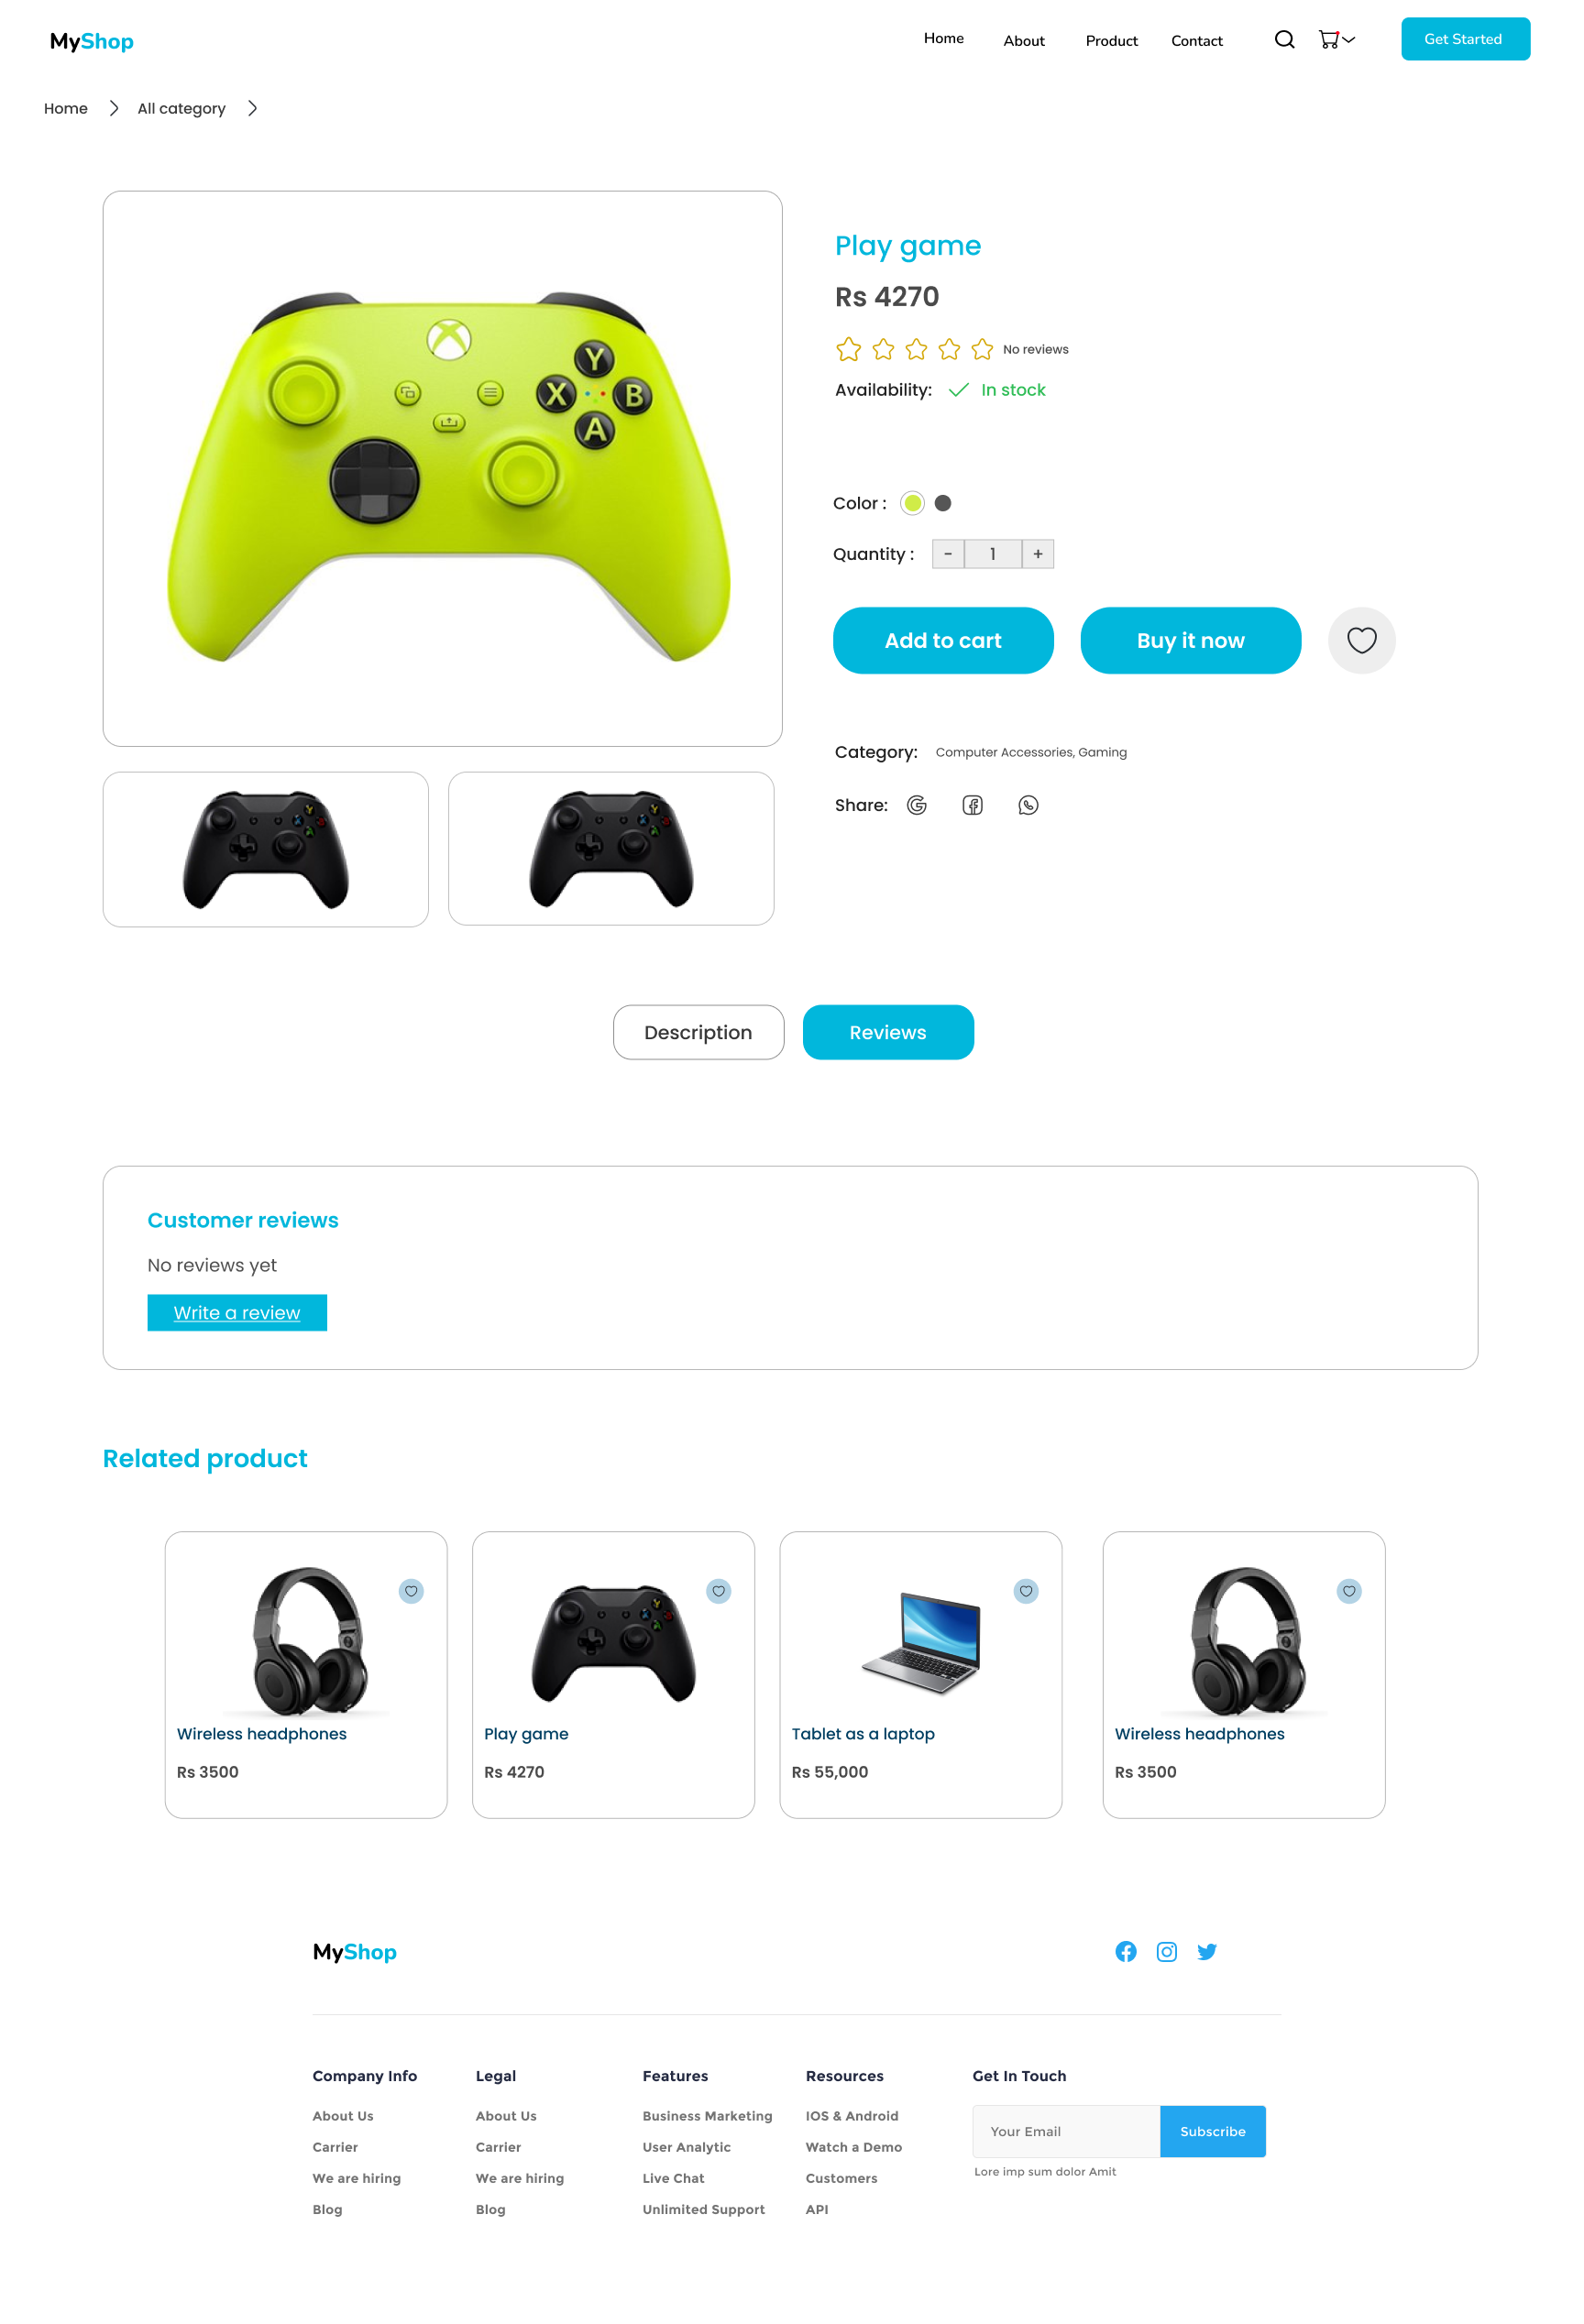 MyShop
Home About Product Contact Get Started
Home All category
Play game
Rs 4270
No reviews
Availability: In stock
Y
X B
A
Color :
Quantity : - 1 +
Add to cart Buy it now
Category: Computer Accessories, Gaming
Share:
Description Reviews
Customer reviews
No reviews yet
Write a review
Related product
Wireless headphones
Rs 3500
Play game
Rs 4270
Tablet as a laptop
Rs 55,000
Wireless headphones
Rs 3500
MyShop
Company Info
About Us
Carrier
We are hiring
Blog
Legal
About Us
Carrier
We are hiring
Blog
Features
Business Marketing
User Analytic
Live Chat
Unlimited Support
Resources
IOS & Android
Watch a Demo
Customers
API
Get In Touch
Your Email Subscribe
Lore imp sum dolor Amit